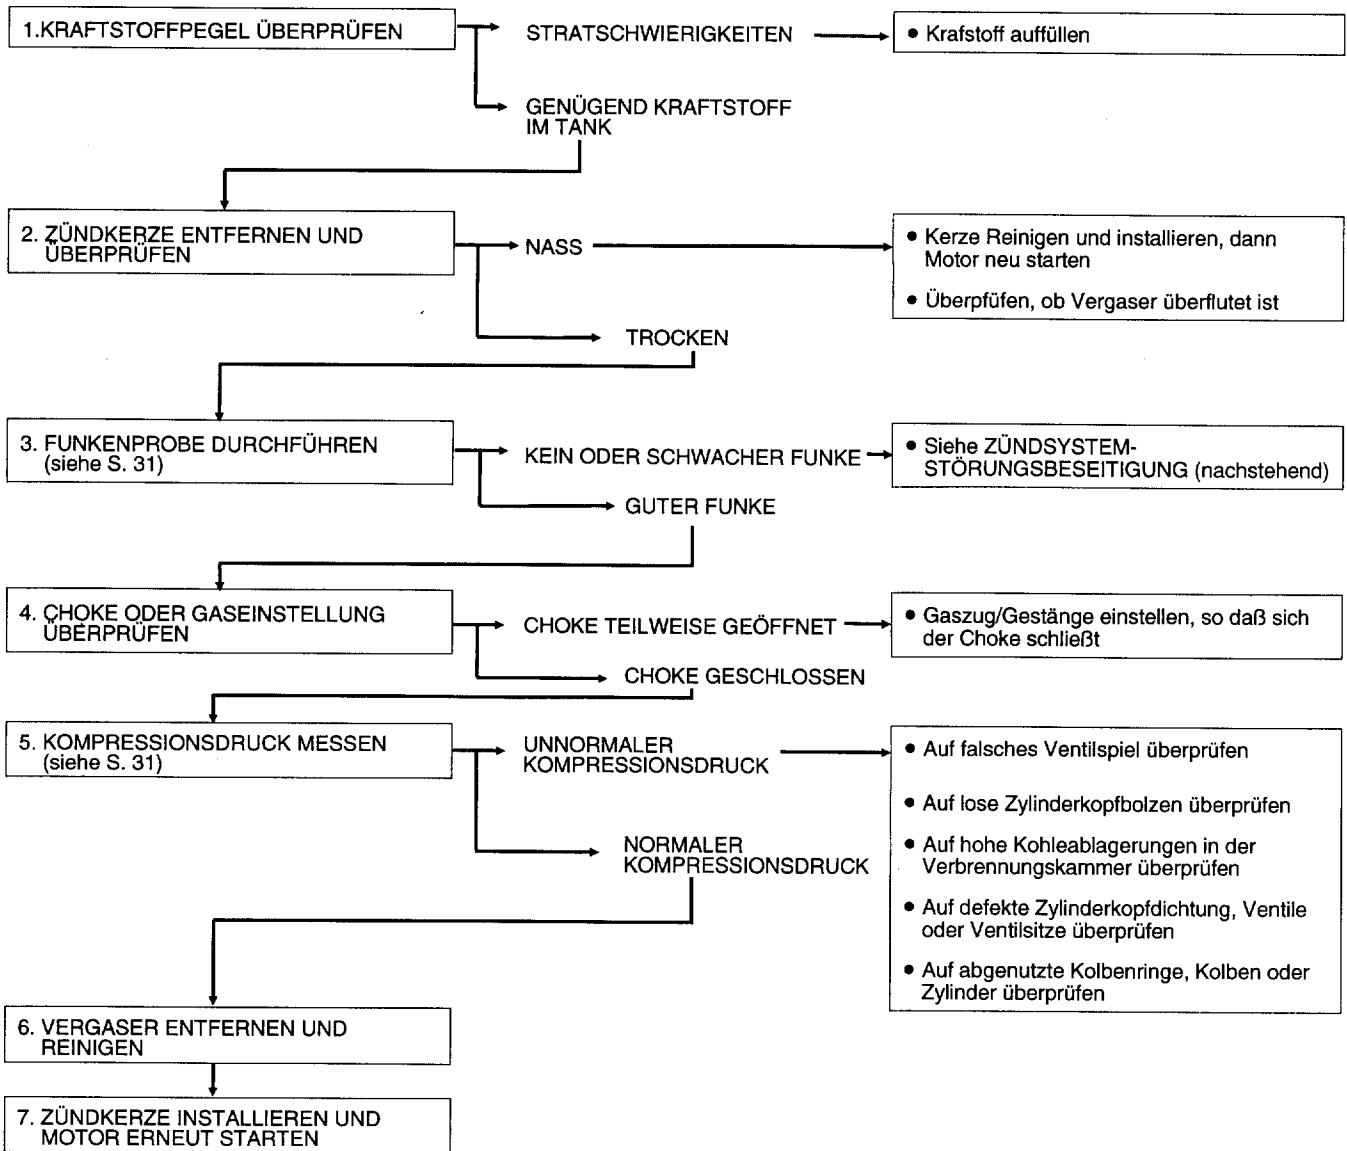 1.KRAFTSTOFFPEGEL ÜBERPRÜFEN
STRATSCHWIERIGKEITEN
• Krafstoff auffüllen
GENÜGEND KRAFTSTOFF
IM TANK
2. ZÜNDKERZE ENTFERNEN UND
ÜBERPRÜFEN
NASS
• Kerze Reinigen und installieren, dann
Motor neu starten
• Überpfüfen, ob Vergaser überflutet ist
TROCKEN
3. FUNKENPROBE DURCHFÜHREN
(siehe S. 31)
KEIN ODER SCHWACHER FUNKE
• Siehe ZÜNDSYSTEM-
STÖRUNGSBESEITIGUNG (nachstehend)
GUTER FUNKE
4. CHOKE ODER GASEINSTELLUNG
ÜBERPRÜFEN
CHOKE TEILWEISE GEÖFFNET
• Gaszug/Gestänge einstellen, so daß sich
der Choke schließt
CHOKE GESCHLOSSEN
5. KOMPRESSIONSDRUCK MESSEN
(siehe S. 31)
UNNORMALER
KOMPRESSIONSDRUCK
• Auf falsches Ventilspiel überprüfen
• Auf lose Zylinderkopfbolzen überprüfen
• Auf hohe Kohleablagerungen in der
Verbrennungskammer überprüfen
• Auf defekte Zylinderkopfdichtung, Ventile
oder Ventilsitze überprüfen
• Auf abgenutzte Kolbenringe, Kolben oder
Zylinder überprüfen
NORMALER
KOMPRESSIONSDRUCK
6. VERGASER ENTFERNEN UND
REINIGEN
7. ZÜNDKERZE INSTALLIEREN UND
MOTOR ERNEUT STARTEN